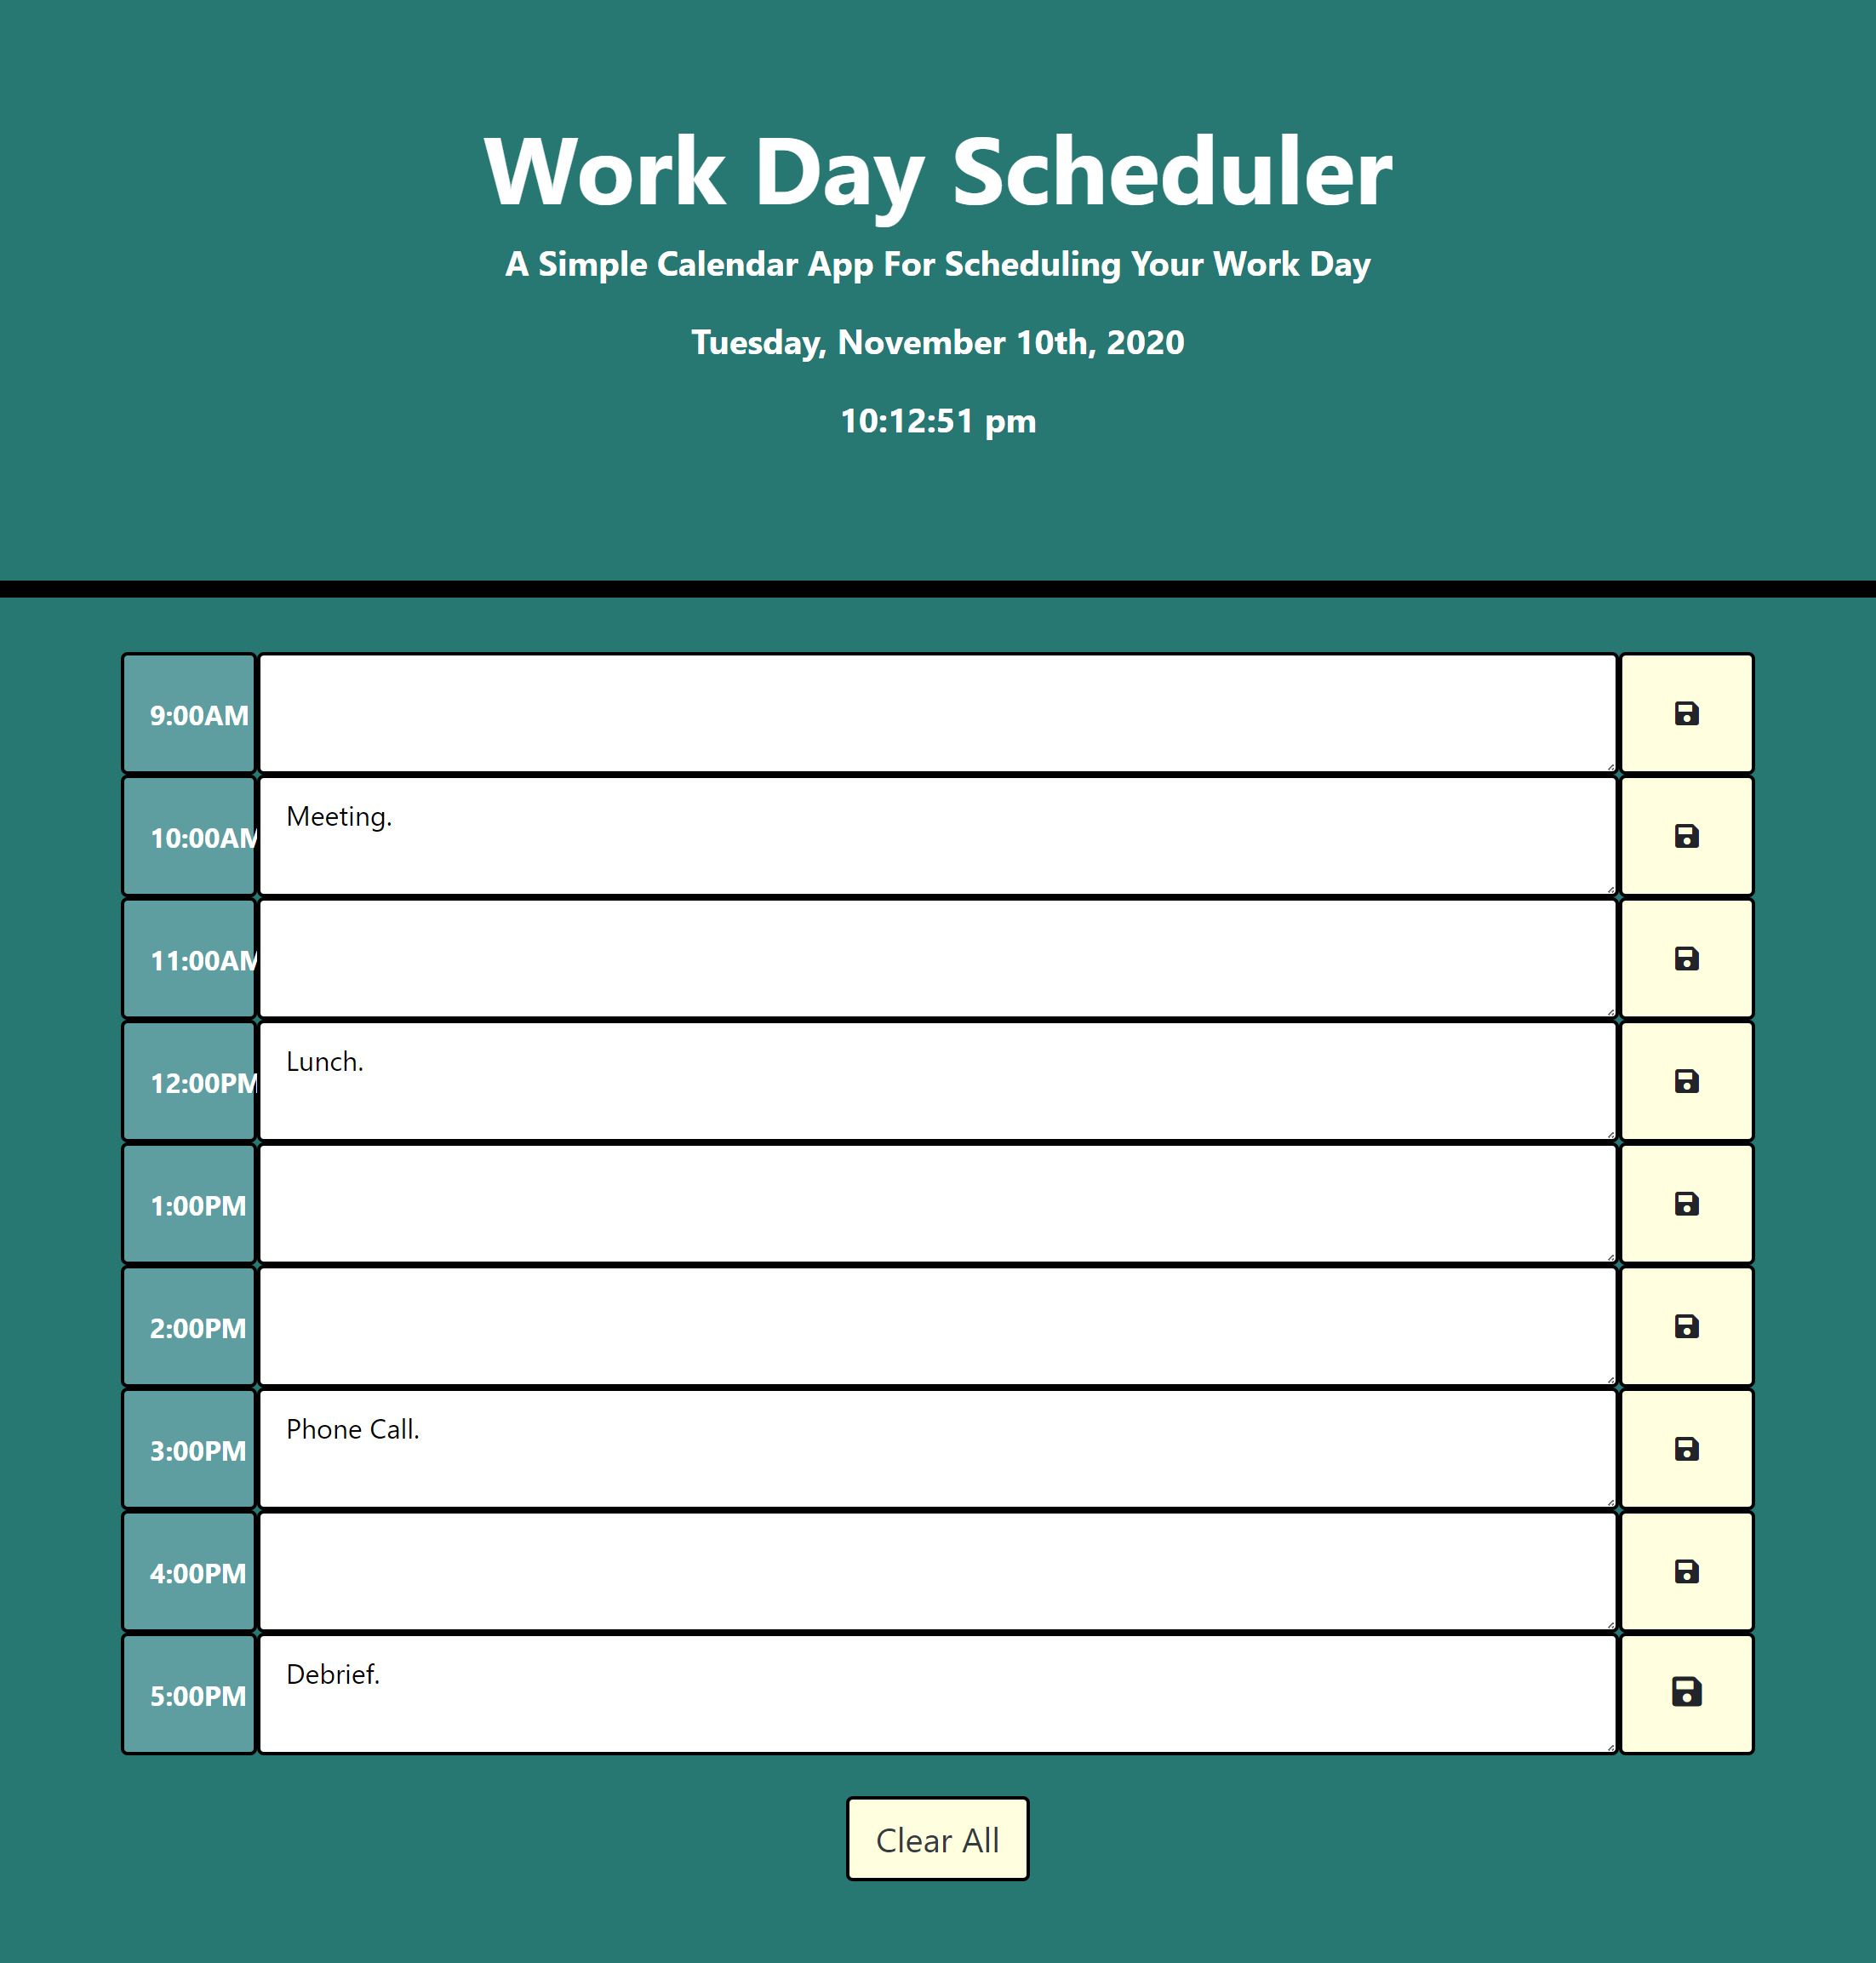 Work Day Scheduler
A Simple Calendar App For Scheduling Your Work Day
Tuesday, November 10th, 2020
10:12:51 pm
9:00AM
10:00AM Meeting.
11:00AM
12:00PM Lunch.
1:00PM
2:00PM
3:00PM Phone Call.
4:00PM
5:00PM Debrief.
Clear All